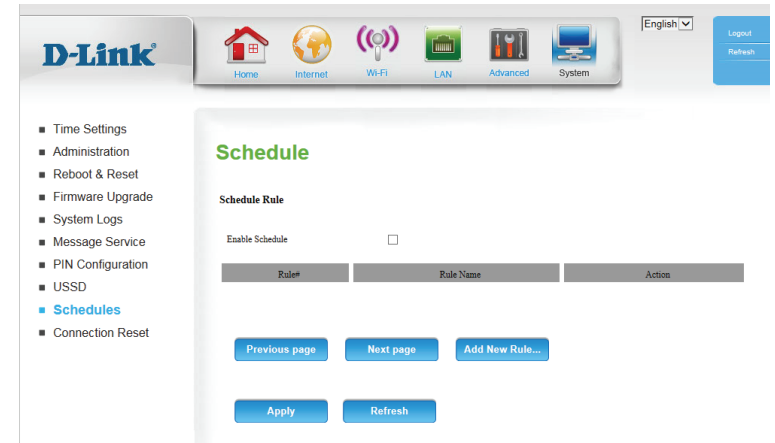 D-Link®
Home Internet Wi-Fi LAN Advanced System
English
Logout
Refresh
Time Settings
Administration
Reboot & Reset
Firmware Upgrade
System Logs
Message Service
PIN Configuration
USSD
Schedules
Connection Reset
Schedule
Schedule Rule
Enable Schedule
Rule# Rule Name Action
Previous page Next page Add New Rule...
Apply Refresh